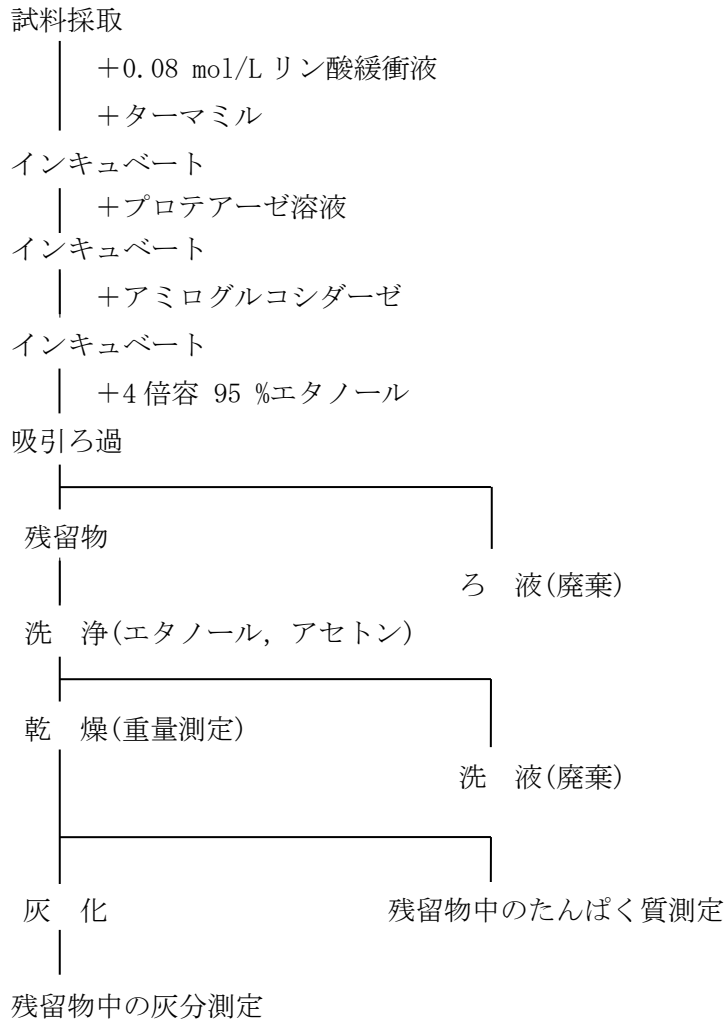 試料採取
＋0.08 mol/L リン酸緩衝液
＋ターマミル
インキュベート
＋プロテアーゼ溶液
インキュベート
＋アミログルコシダーゼ
インキュベート
＋4 倍容 95 %エタノール
吸引ろ過
残留物
ろ　液(廃棄)
洗　浄(エタノール, アセトン)
乾　燥(重量測定)
洗　液(廃棄)
灰　化
残留物中のたんぱく質測定
残留物中の灰分測定